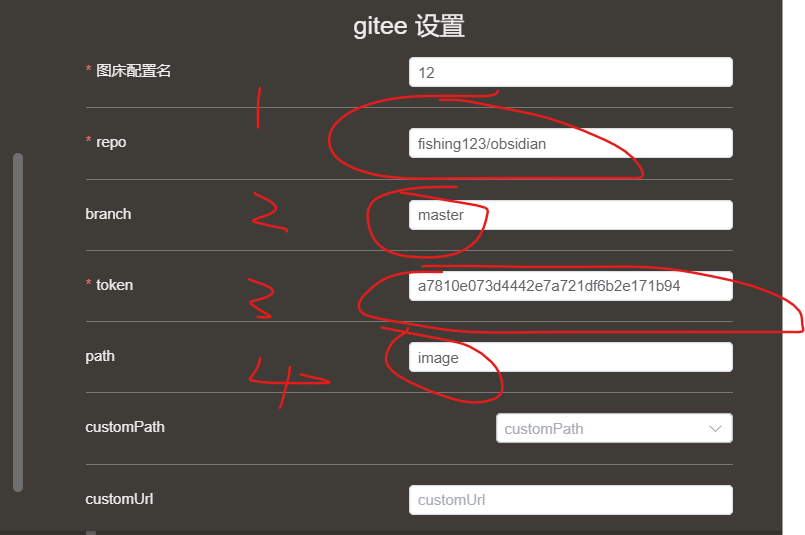 gitee 设置
* 图床配置名 12
1
* repo fishing123/obsidian
branch 2 master
* token 3 a7810e073d4442e7a721df6b2e171b94
path 4 image
customPath customPath
customUrl customUrl